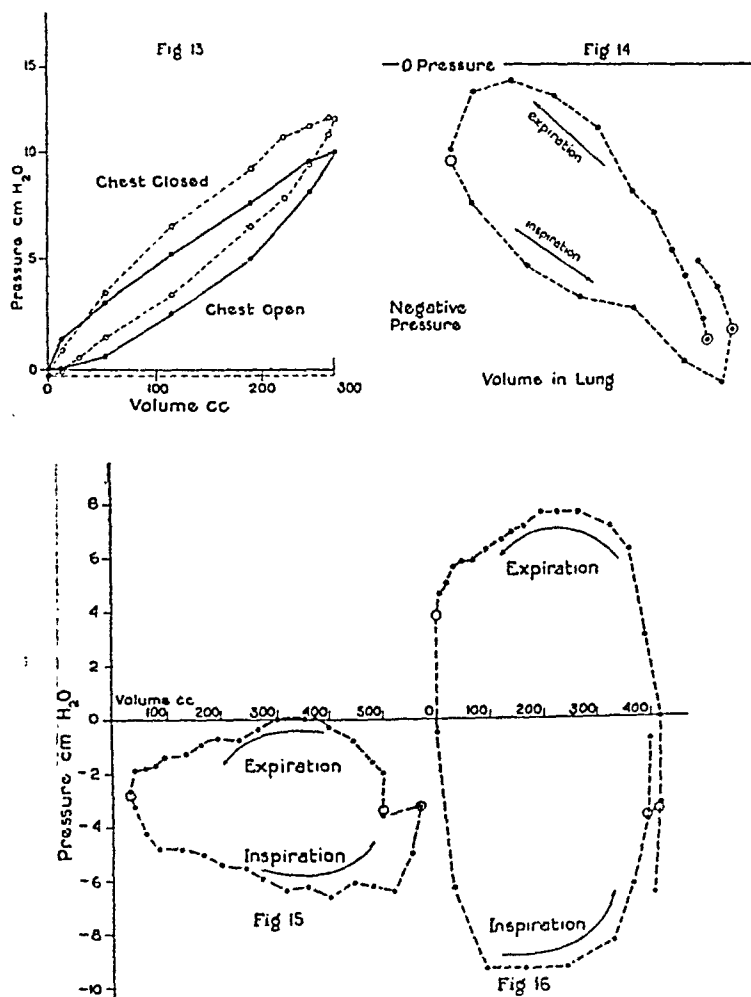 Fig 13
15
10
5
0
Pressure cm H₂O
Chest Closed
Chest Open
0
100
200
300
Volume cc
Fig 14
O Pressure
expiration
inspiration
Negative
Pressure
Volume in Lung
8
6
4
2
0
-2
-4
-6
-8
-10
Pressure cm H₂O
Volume cc
100
200
300
400
500
Expiration
Inspiration
Fig 15
0
100
200
300
400
Expiration
Inspiration
Fig 16